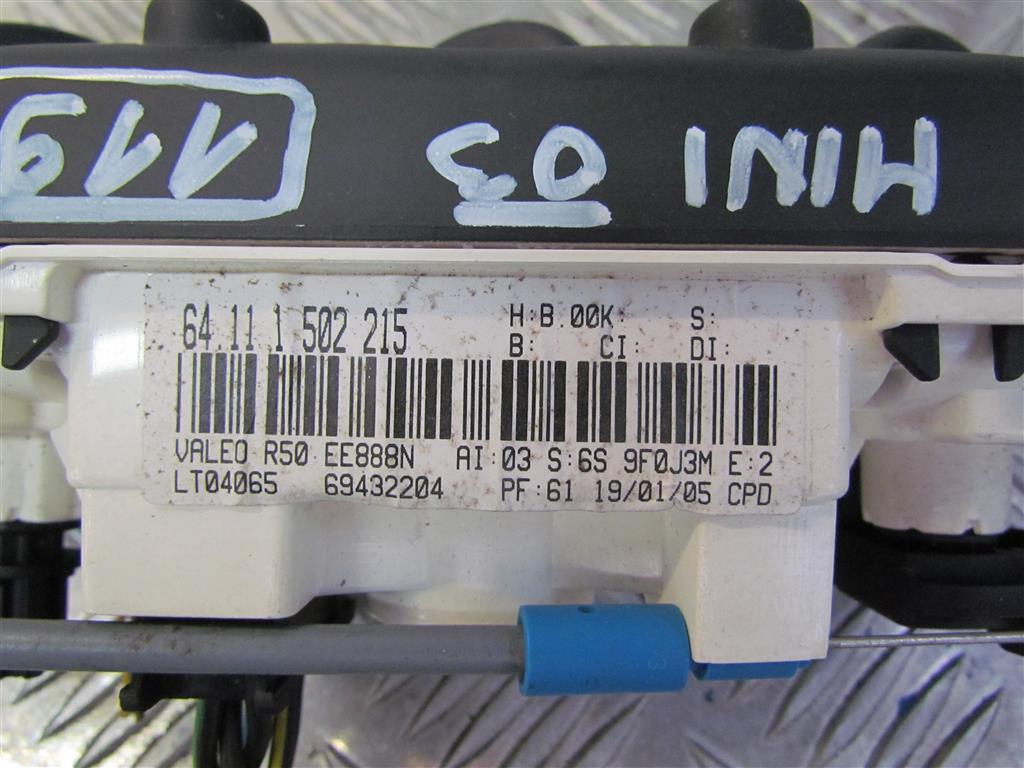 MINI 03 119
64.11 1 502 215
H:B.00K: S:
B: CI: DI:
VALEO R50 EE888N AI:03 S:6S 9F0J3M E:2
LT04065 69432204 PF:61 19/01/05 CPD